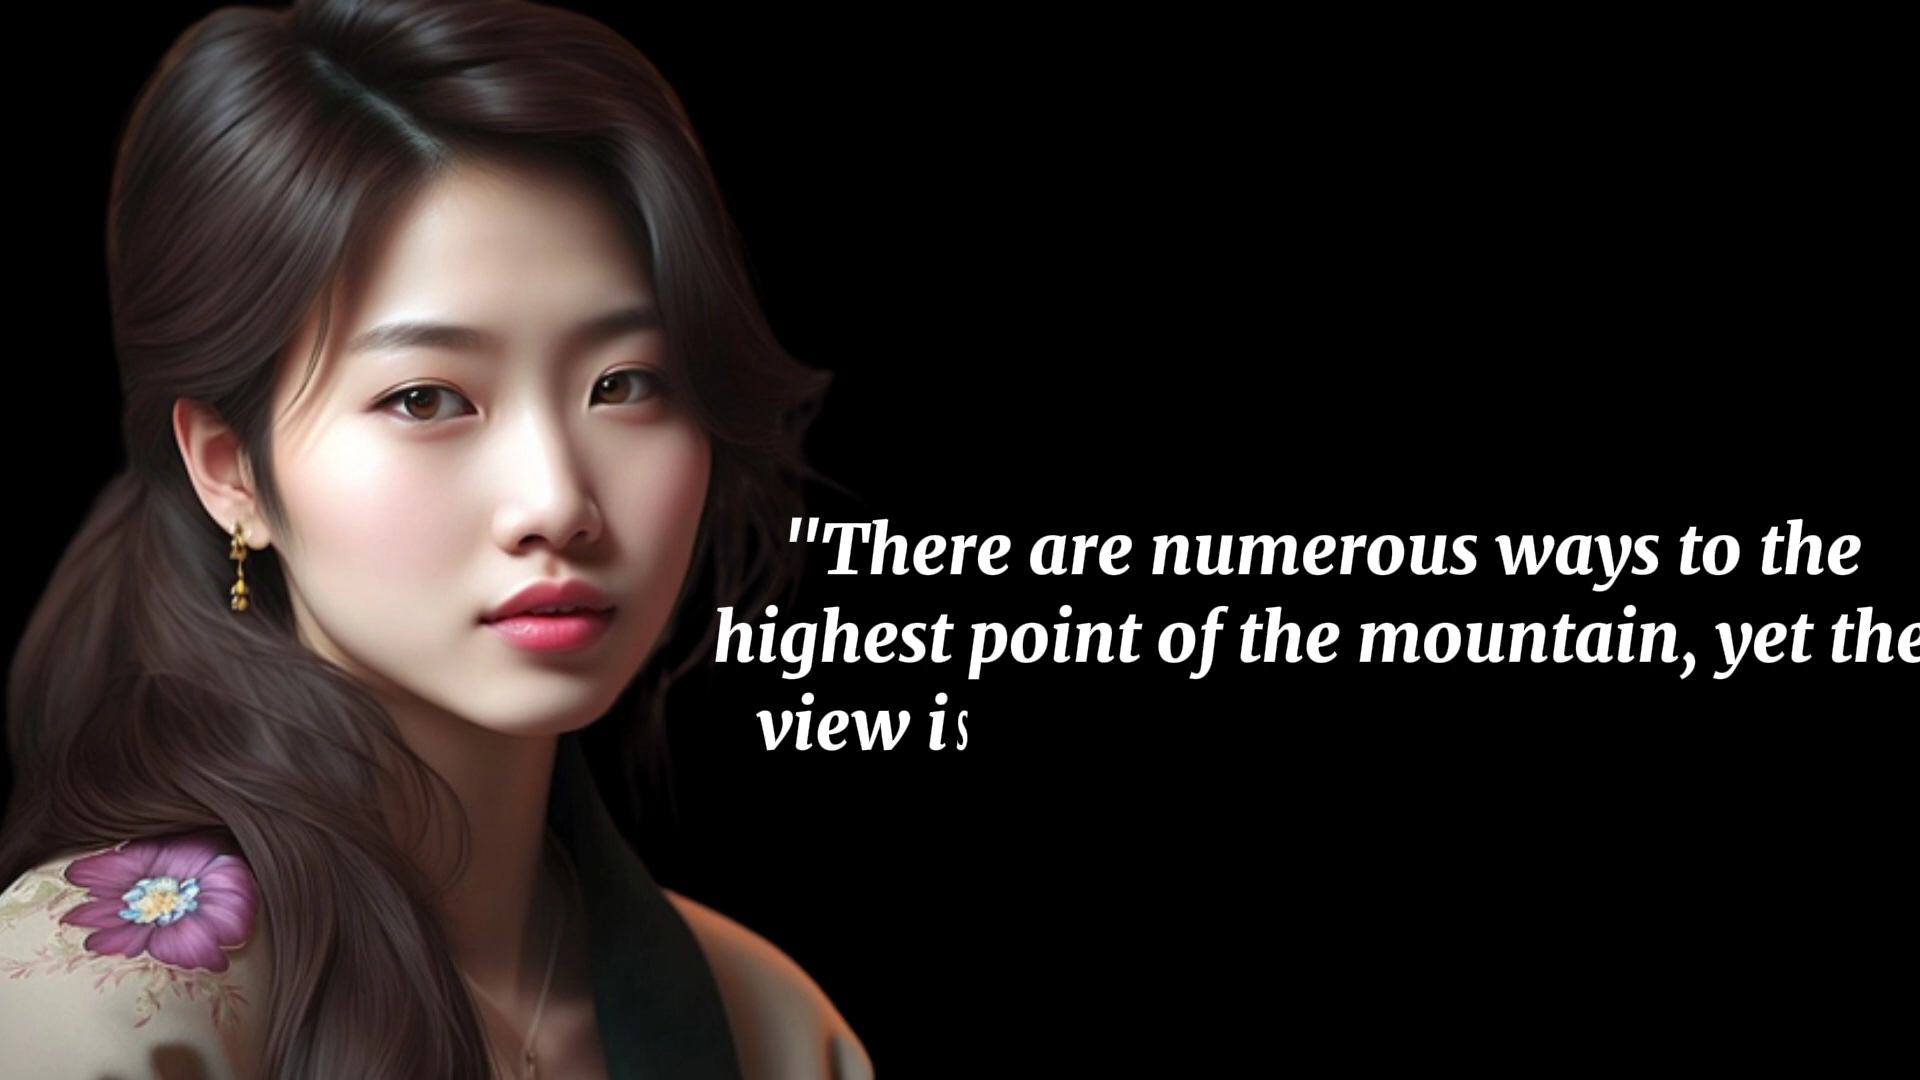 "There are numerous ways to the
highest point of the mountain, yet the
view is